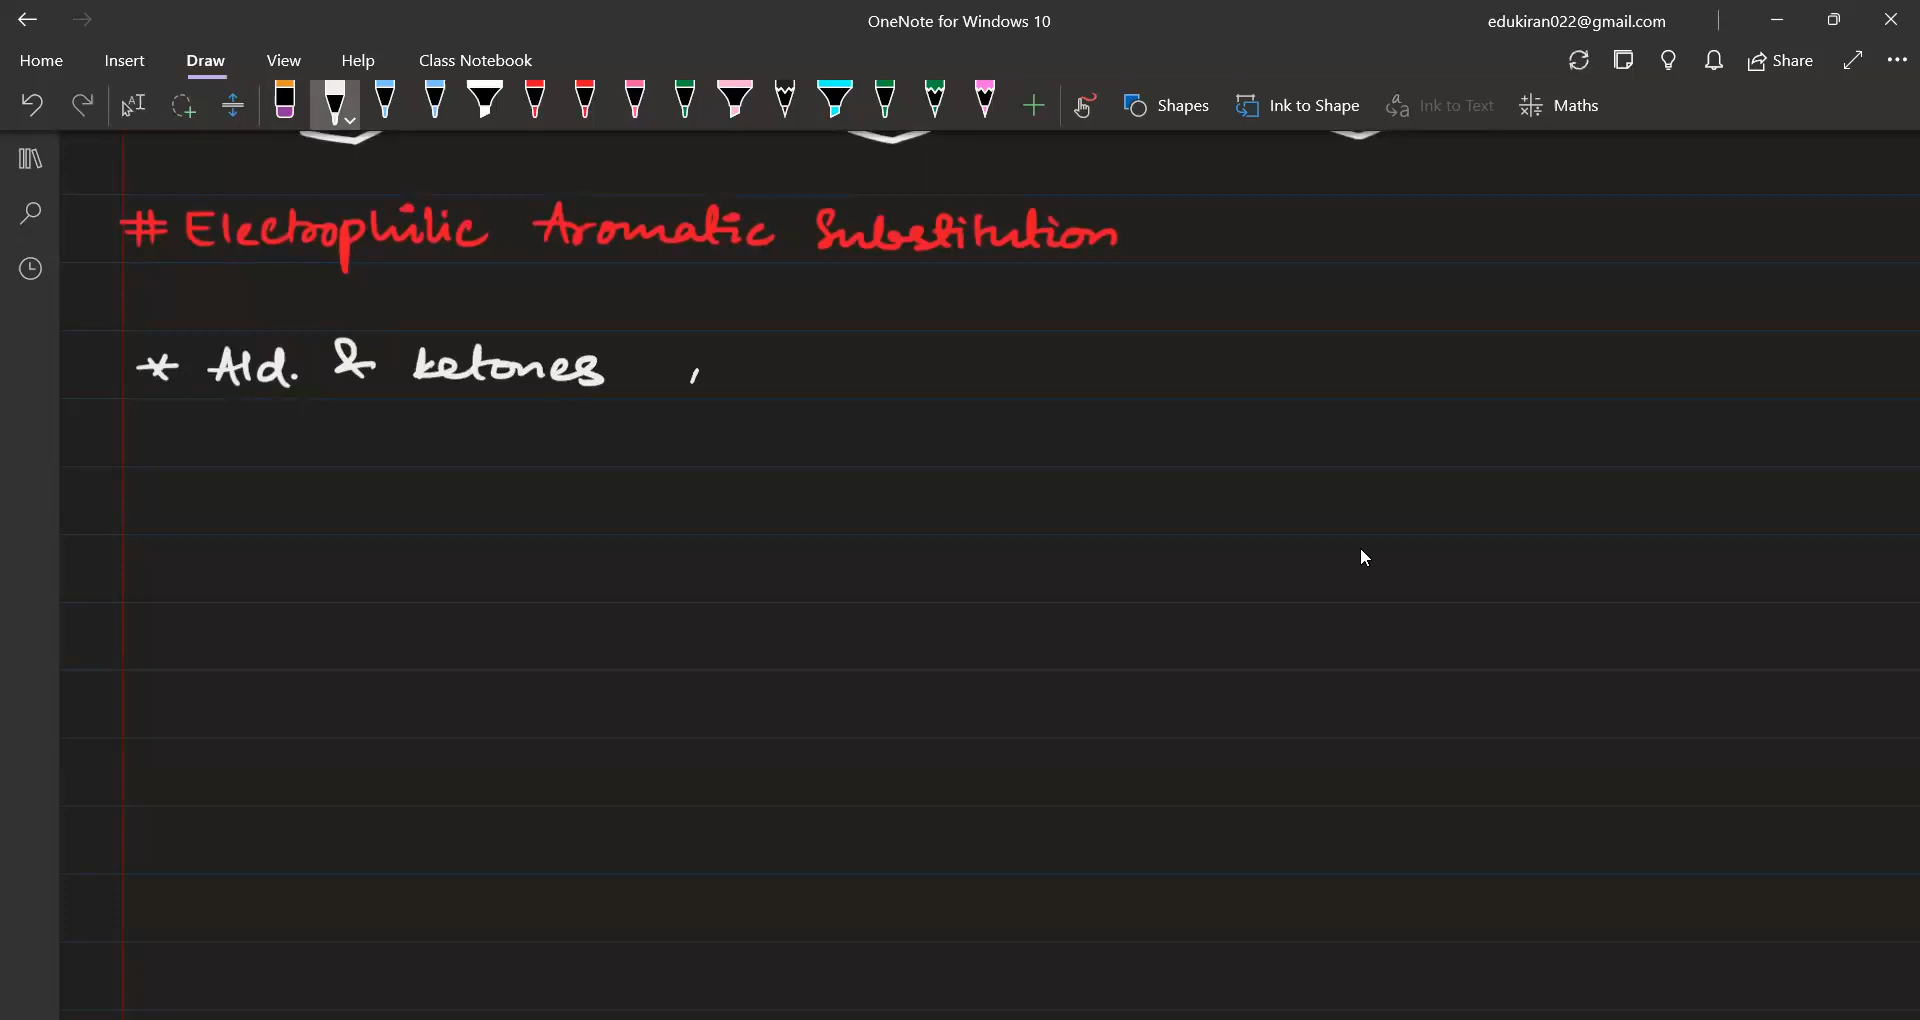 OneNote for Windows 10
edukiran022@gmail.com
Home Insert Draw View Help Class Notebook
Share
Shapes Ink to Shape Ink to Text Maths
# Electrophilic Aromatic Substitution
* Ald. & ketones ,